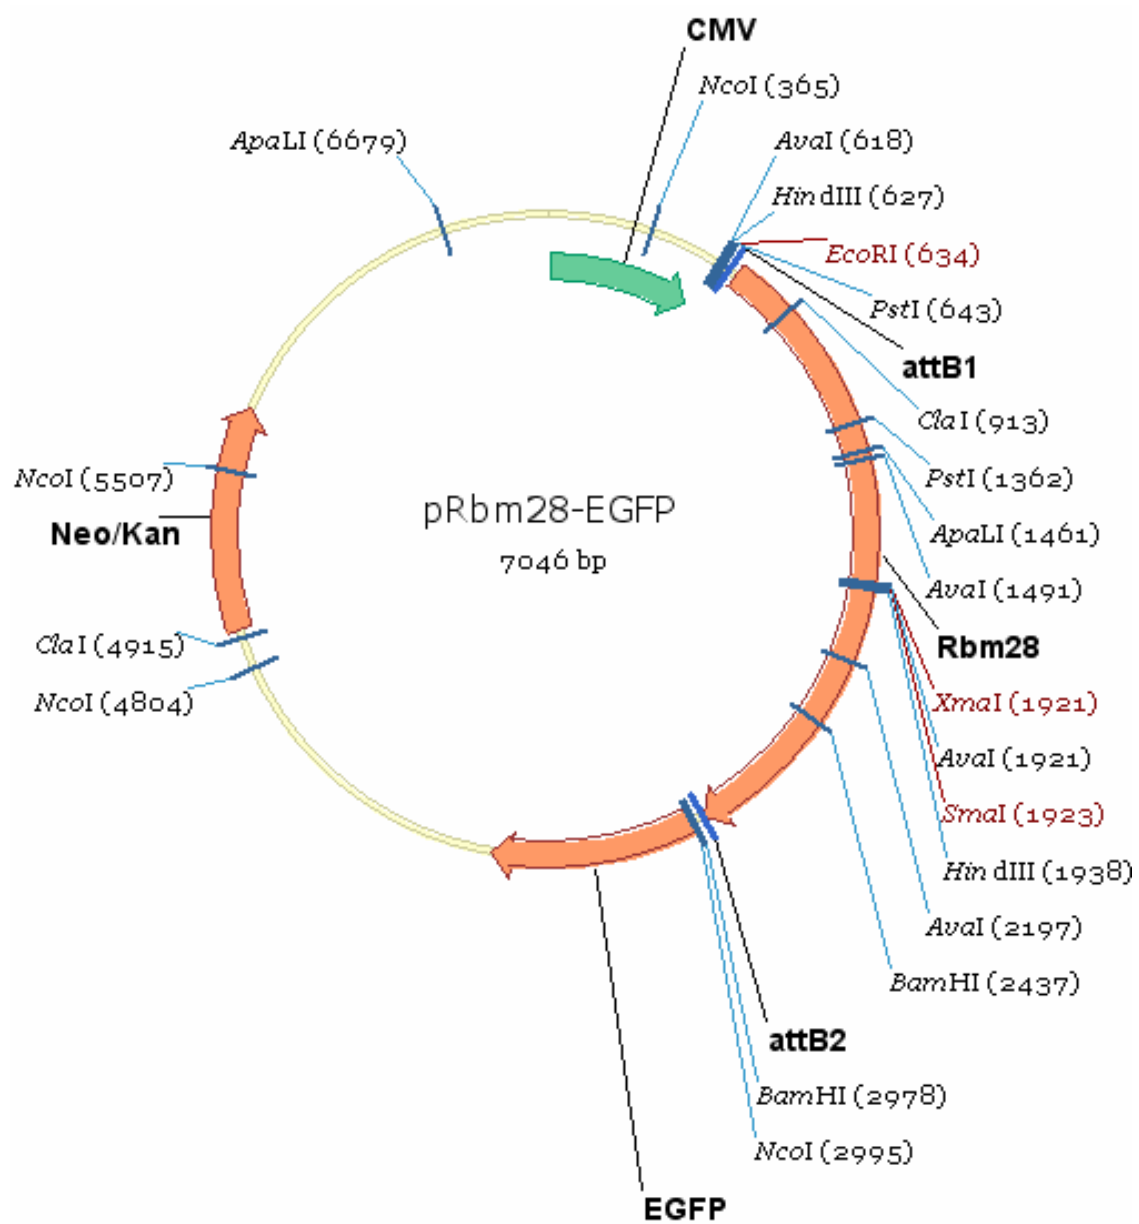 CMV
NcoI (365)
ApaLI (6679)
AvaI (618)
HindIII (627)
EcoRI (634)
PstI (643)
attB1
ClaI (913)
NcoI (5507)
PstI (1362)
pRbm28-EGFP
Neo/Kan
ApaLI (1461)
7046 bp
AvaI (1491)
ClaI (4915)
Rbm28
NcoI (4804)
XmaI (1921)
AvaI (1921)
SmaI (1923)
HindIII (1938)
AvaI (2197)
BamHI (2437)
attB2
BamHI (2978)
NcoI (2995)
EGFP